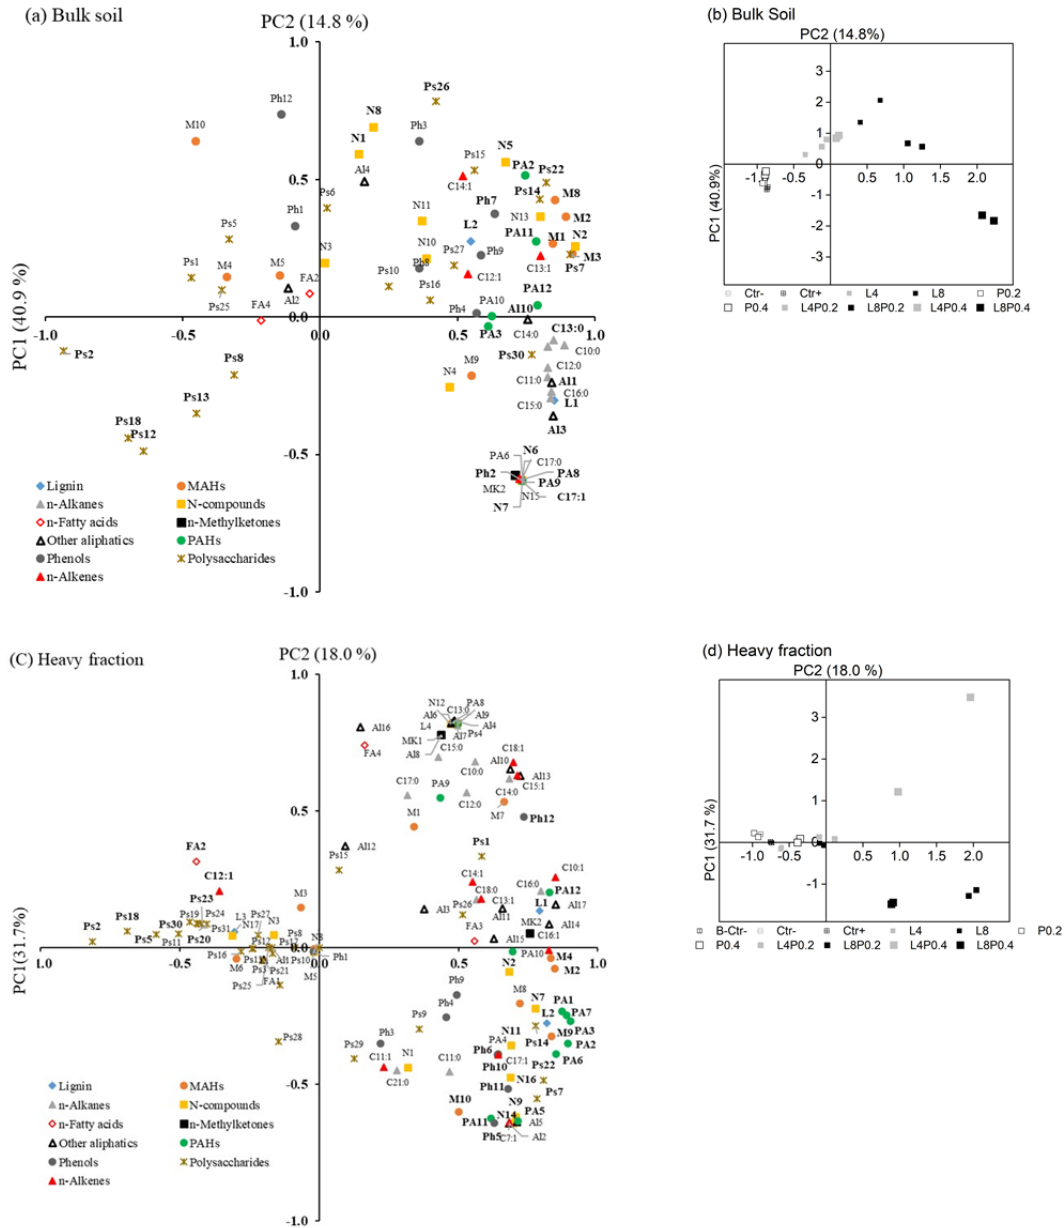 (a) Bulk soil
PC2 (14.8 %)
1.0
Ps26
Ph12
N8
M10
Ph3
N1
N5
Al4
Ps15
PA2
Ps22
C14:1
Ps14
M8
0.5
Ps6
Ph7
N11
N13
M2
Ps5
Ph1
L2
PA11
M1
N2
N10
Ps27
Ph9
M3
N3
Ph8
C13:1
Ps7
Ps1
M4
M5
FA2
Ps10
C12:1
PA12
Al2
Ps16
Ps25
FA4
Ph4
PA10
Al10
-1.0
-0.5
0.0
0.5
1.0
PA3
C14:0
C13:0
C10:0
Ps2
Ps8
M9
Ps30
C12:0
N4
C11:0
Al1
C16:0
Ps13
C15:0
L1
Al3
Ps18
Ps12
-0.5
N6
PA6
C17:0
Ph2
PA8
MK2
PA9
N15
C17:1
N7
-1.0
PC1 (40.9 %)
Lignin
MAHs
n-Alkanes
N-compounds
n-Fatty acids
n-Methylketones
Other aliphatics
PAHs
Phenols
Polysaccharides
n-Alkenes
(b) Bulk Soil
PC2 (14.8%)
3
2
1
-1.0
-0.5
0
0.5
1.0
1.5
2.0
-1
-2
-3
PC1 (40.9%)
Ctr-
Ctr+
L4
L8
P0.2
P0.4
L4P0.2
L8P0.2
L4P0.4
L8P0.4
(C) Heavy fraction
PC2 (18.0 %)
1.0
N12
C13:0
PA8
Al6
Al9
Al16
L4
Al4
Al7
Ps4
MK1
FA4
Al8
C15:0
C18:1
Al10
C10:0
Al13
C17:0
PA9
C15:1
C12:0
C14:0
M7
M1
Ph12
0.5
Al12
FA2
Ps1
Ps15
C12:1
C14:1
C10:1
C18:0
C16:0
PA12
M3
C13:1
L1
Al17
Ps23
Al3
Ps26
Al11
MK2
Al14
Ps18
Ps19
Ps24
Ps27
FA3
C16:1
Ps2
Ps30
L3
N17
N3
Ps31
Ps8
Al15
Ps5
Ps20
N8
Ps11
-1.0
-0.5
0.0
0.5
1.0
Ps16
Ps3
Ps10
Ph1
PA10
M4
M6
Ps21
N2
M2
FA1
M5
Ps25
Ph9
M8
N7
PA1
Ps9
Ph4
L2
PA7
Ps28
N11
PA3
Ph3
PA4
M9
Ps14
PA2
Ps29
Ph6
C11:1
N1
C11:0
C17:1
Ps22
PA6
C21:0
Ph10
N16
-0.5
Ph11
Ps7
M10
N9
N14
PA5
PA11
Al5
Ph5
C7:1
Al2
-1.0
PC1(31.7%)
Lignin
MAHs
n-Alkanes
N-compounds
n-Fatty acids
n-Methylketones
Other aliphatics
PAHs
Phenols
Polysaccharides
n-Alkenes
(d) Heavy fraction
PC2 (18.0 %)
3
2
1
-1.0
-0.5
0
0.5
1.0
1.5
2.0
-1
PC1 (31.7 %)
B-Ctr-
Ctr-
Ctr+
L4
L8
P0.2
P0.4
L4P0.2
L8P0.2
L4P0.4
L8P0.4